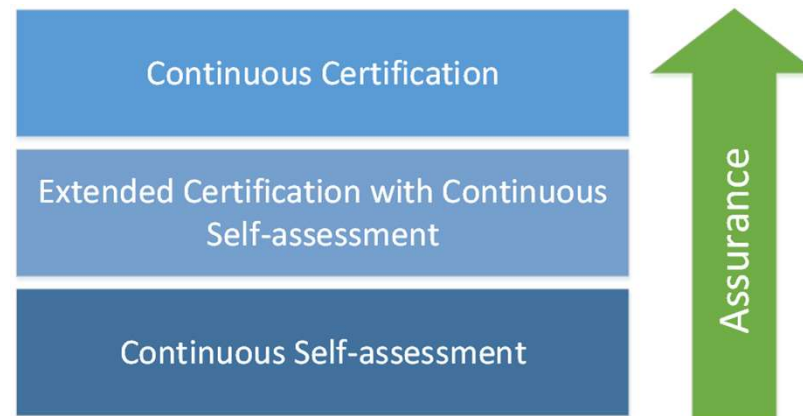 Continuous Certification
Extended Certification with Continuous
Self-assessment
Continuous Self-assessment
Assurance